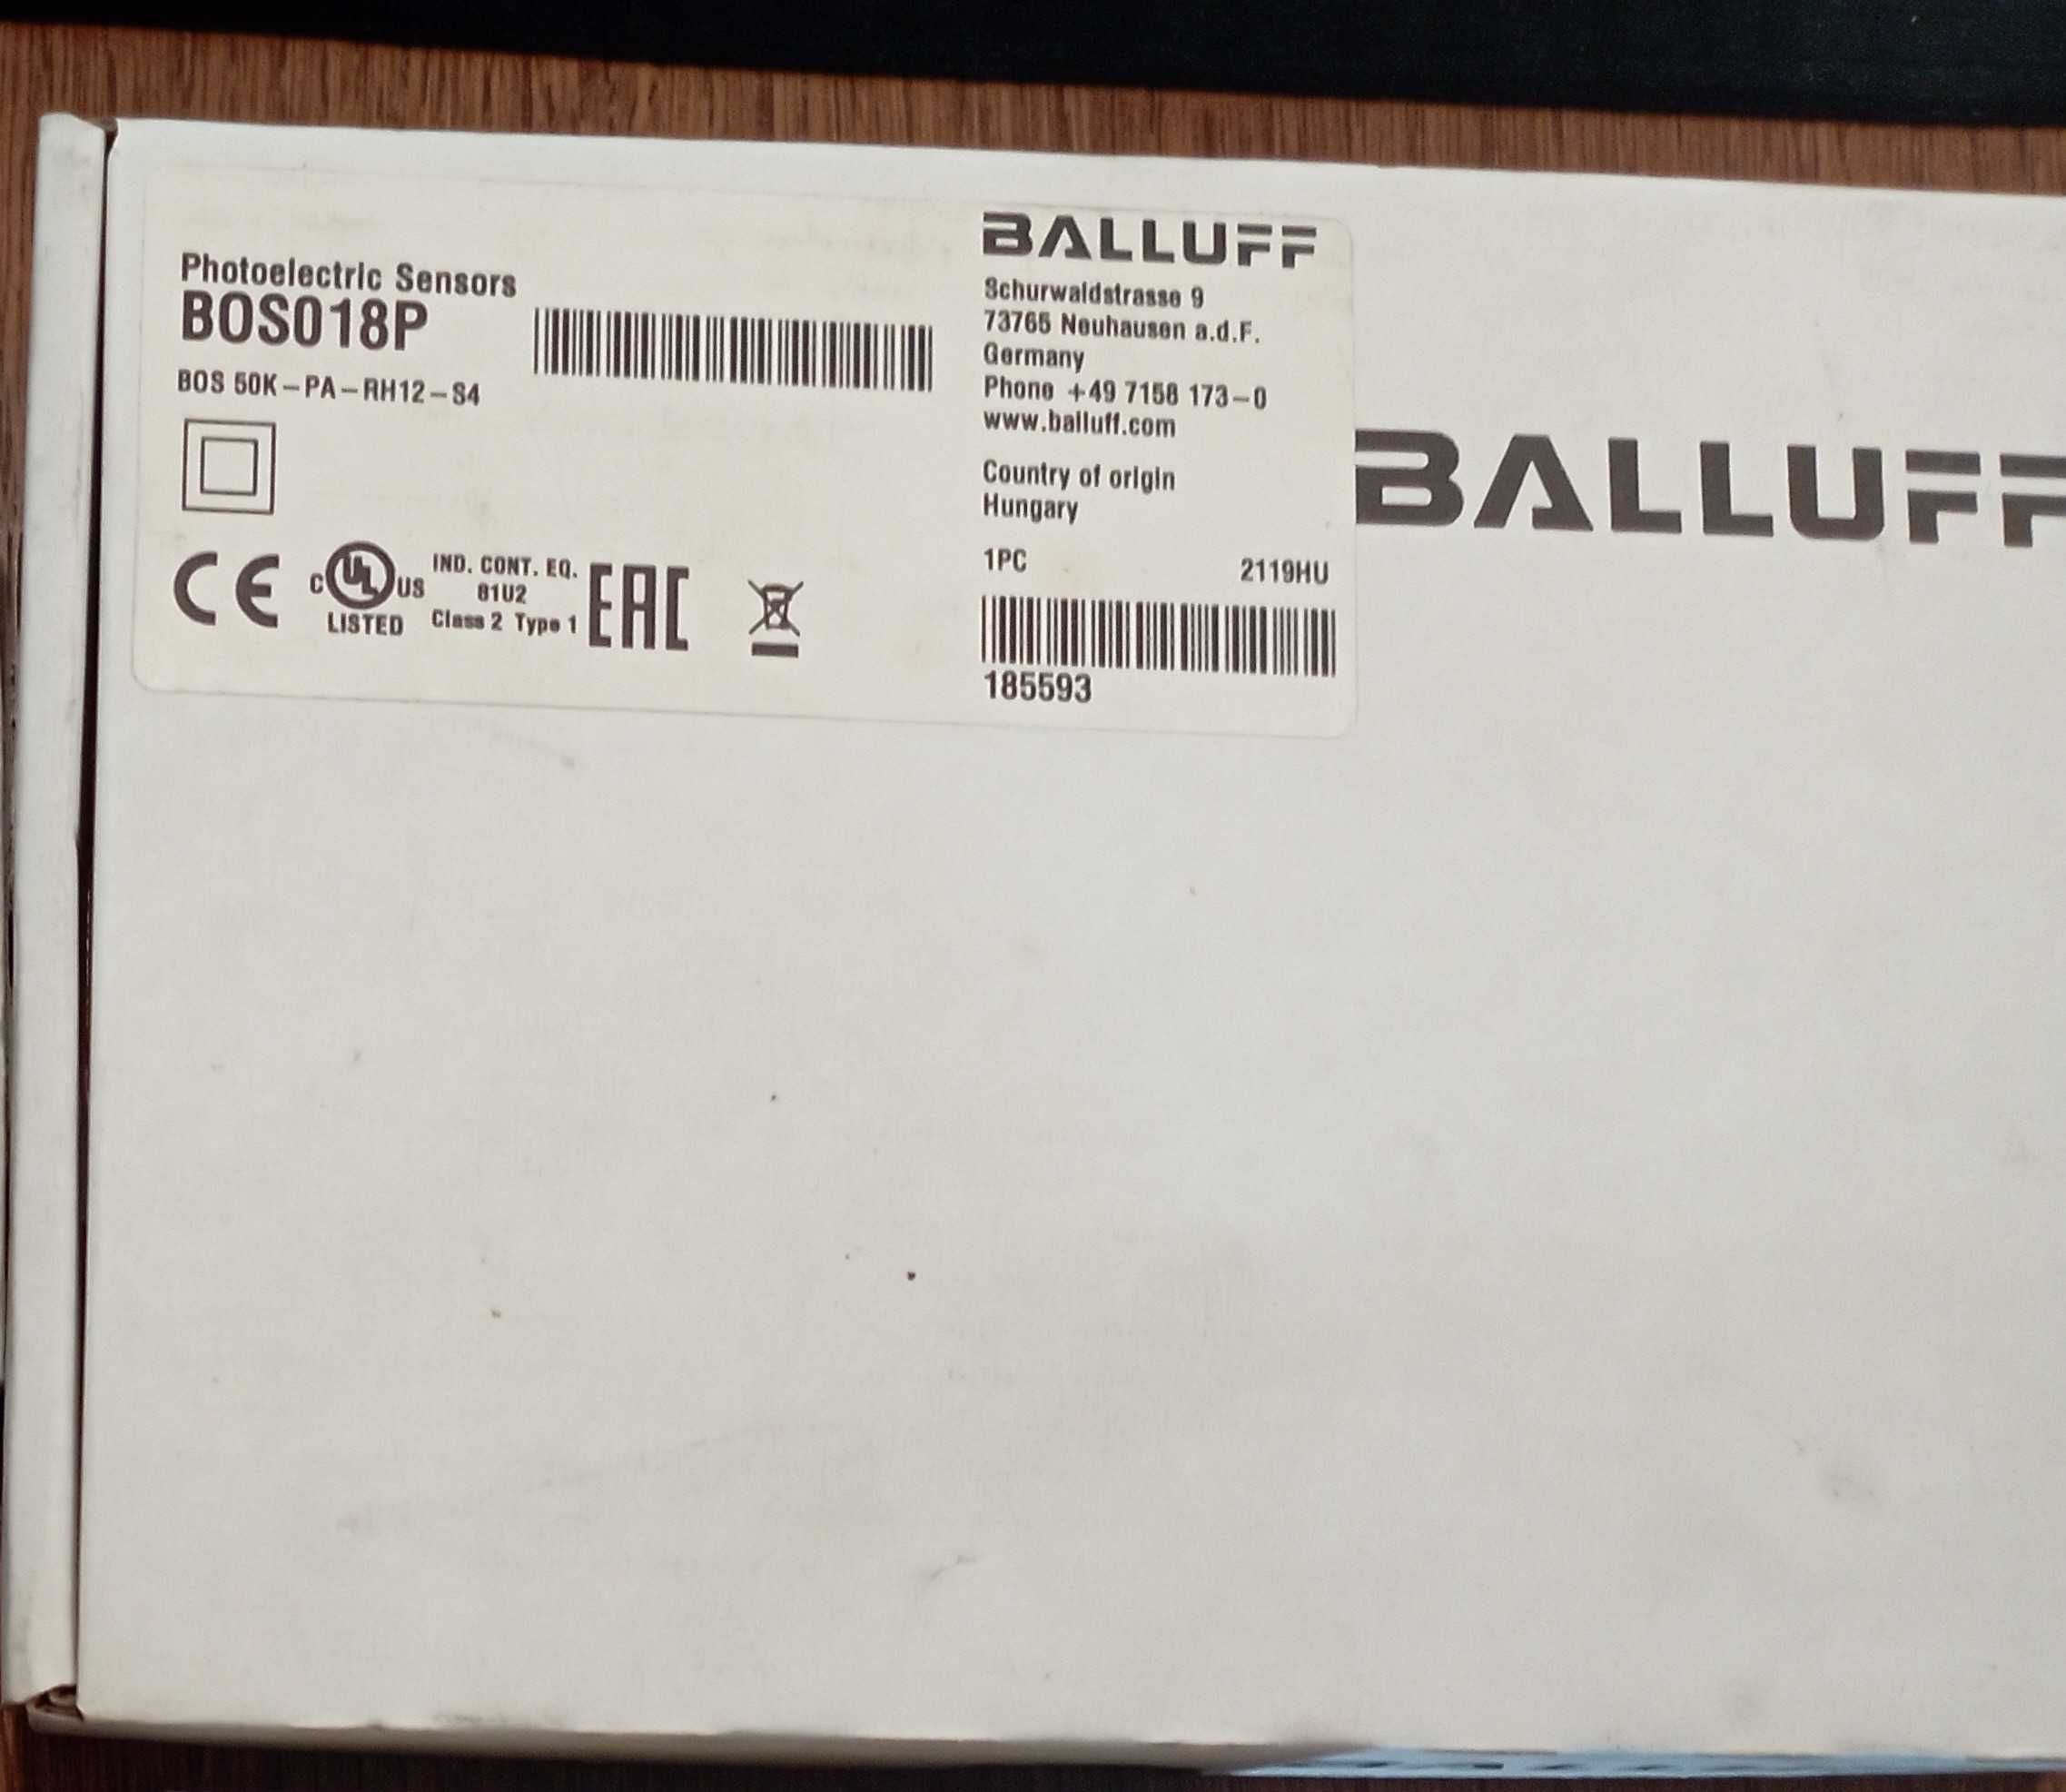 Photoelectric Sensors
BOS018P
BOS 50K-PA-RH12-S4
CE
C UL US
LISTED
IND. CONT. EQ.
81U2
Class 2 Type 1
EAC
BALLUFF
Schurwaldstrasse 9
73765 Neuhausen a.d.F.
Germany
Phone +49 7158 173-0
www.balluff.com
Country of origin
Hungary
1PC 2119HU
185593
BALLUFF